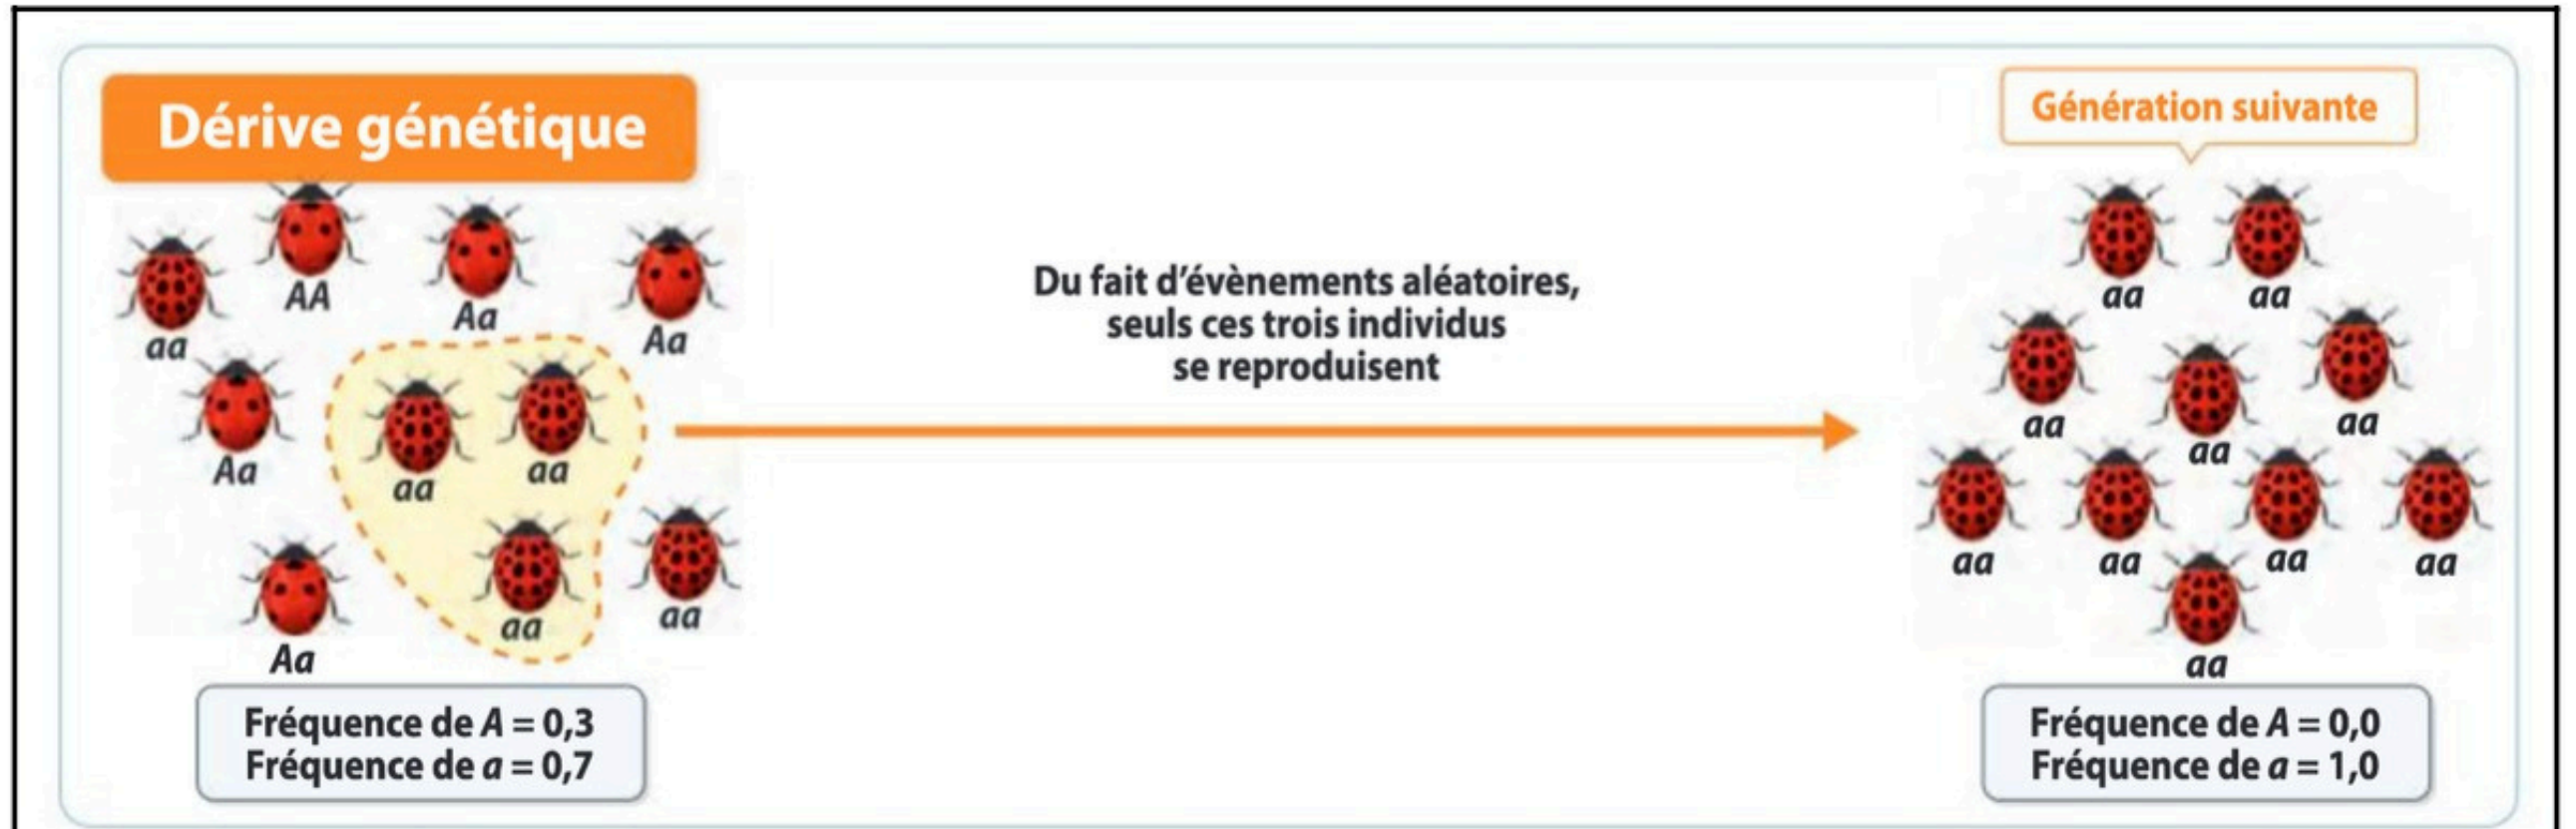 Dérive génétique
Génération suivante
AA
Aa
Aa
aa
Aa
aa
aa
aa
aa
Aa
Du fait d'évènements aléatoires,
seuls ces trois individus
se reproduisent
aa
aa
aa
aa
aa
aa
aa
aa
aa
aa
Fréquence de A = 0,3
Fréquence de a = 0,7
Fréquence de A = 0,0
Fréquence de a = 1,0